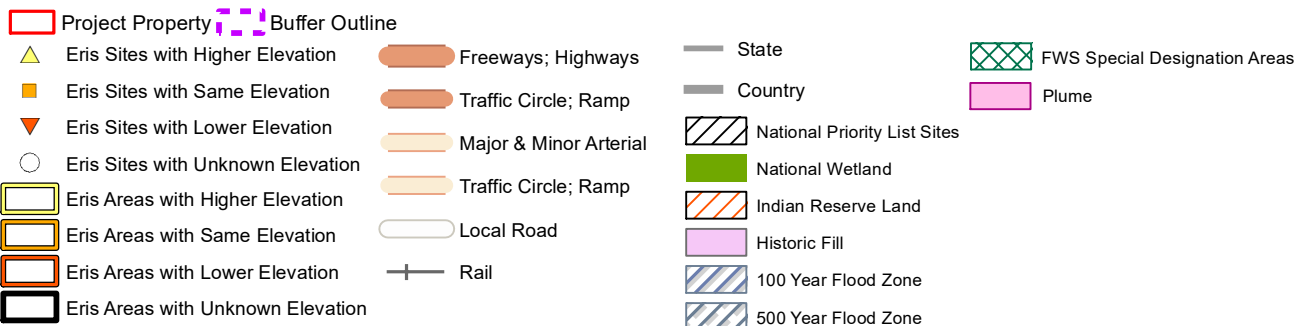 Project Property
Buffer Outline
Eris Sites with Higher Elevation
Eris Sites with Same Elevation
Eris Sites with Lower Elevation
Eris Sites with Unknown Elevation
Eris Areas with Higher Elevation
Eris Areas with Same Elevation
Eris Areas with Lower Elevation
Eris Areas with Unknown Elevation
Freeways; Highways
Traffic Circle; Ramp
Major & Minor Arterial
Traffic Circle; Ramp
Local Road
Rail
State
Country
National Priority List Sites
National Wetland
Indian Reserve Land
Historic Fill
100 Year Flood Zone
500 Year Flood Zone
FWS Special Designation Areas
Plume